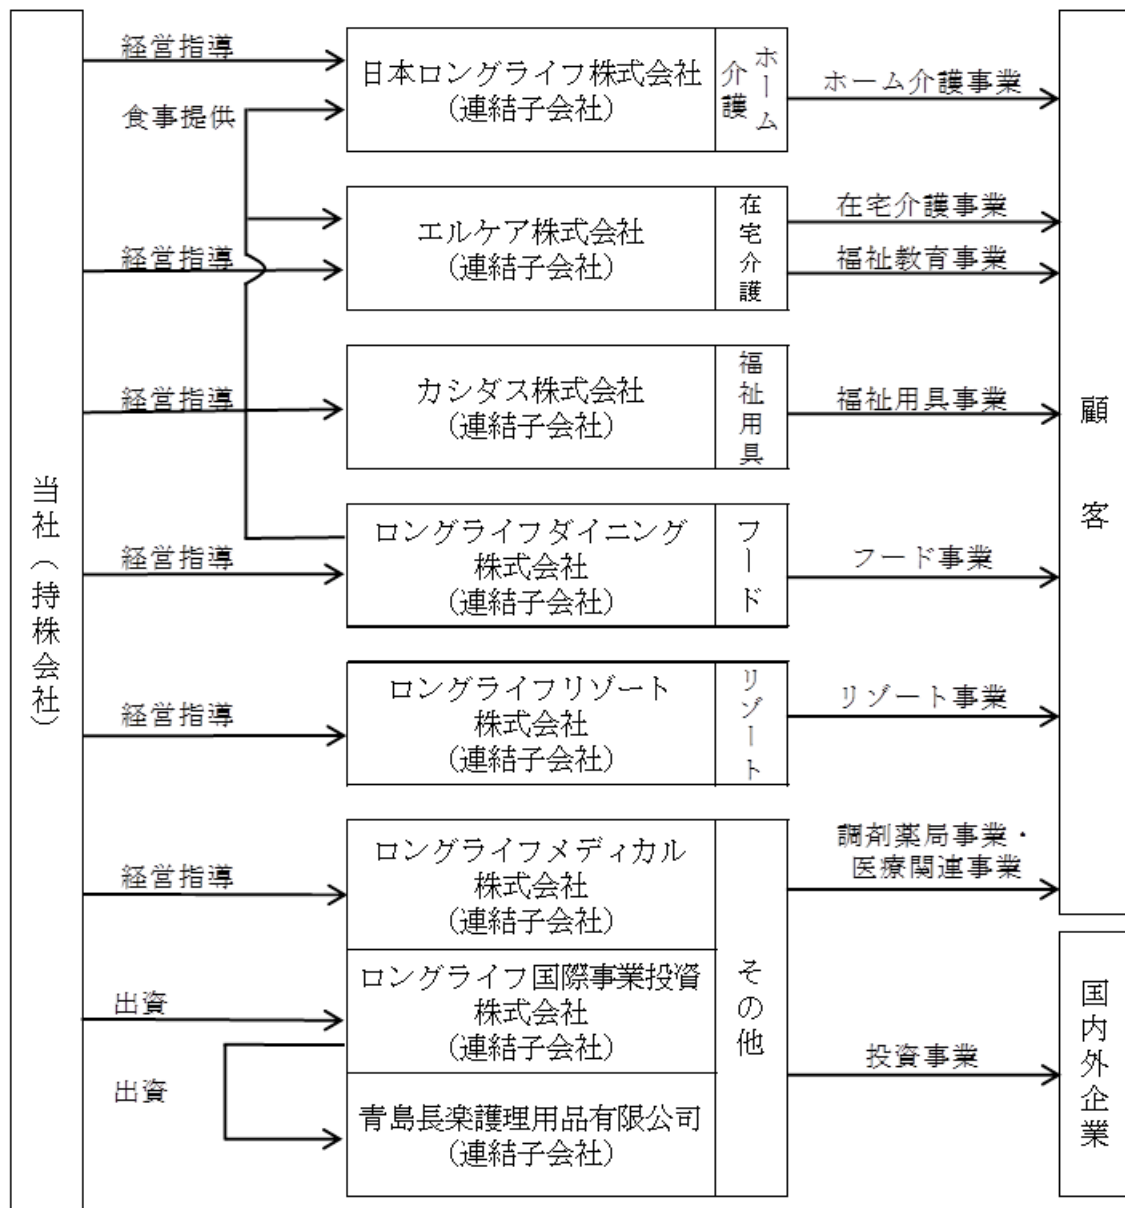 当社（持株会社）
経営指導
日本ロングライフ株式会社
（連結子会社）
ホーム
介護
ホーム介護事業
食事提供
エルケア株式会社
（連結子会社）
在宅介護
在宅介護事業
経営指導
福祉教育事業
カシダス株式会社
（連結子会社）
福祉用具
経営指導
福祉用具事業
顧客
ロングライフダイニング
株式会社
（連結子会社）
フード
経営指導
フード事業
ロングライフリゾート
株式会社
（連結子会社）
リゾート
経営指導
リゾート事業
ロングライフメディカル
株式会社
（連結子会社）
経営指導
調剤薬局事業・
医療関連事業
ロングライフ国際事業投資
株式会社
（連結子会社）
出資
その他
投資事業
国内外企業
出資
青島長楽護理用品有限公司
（連結子会社）